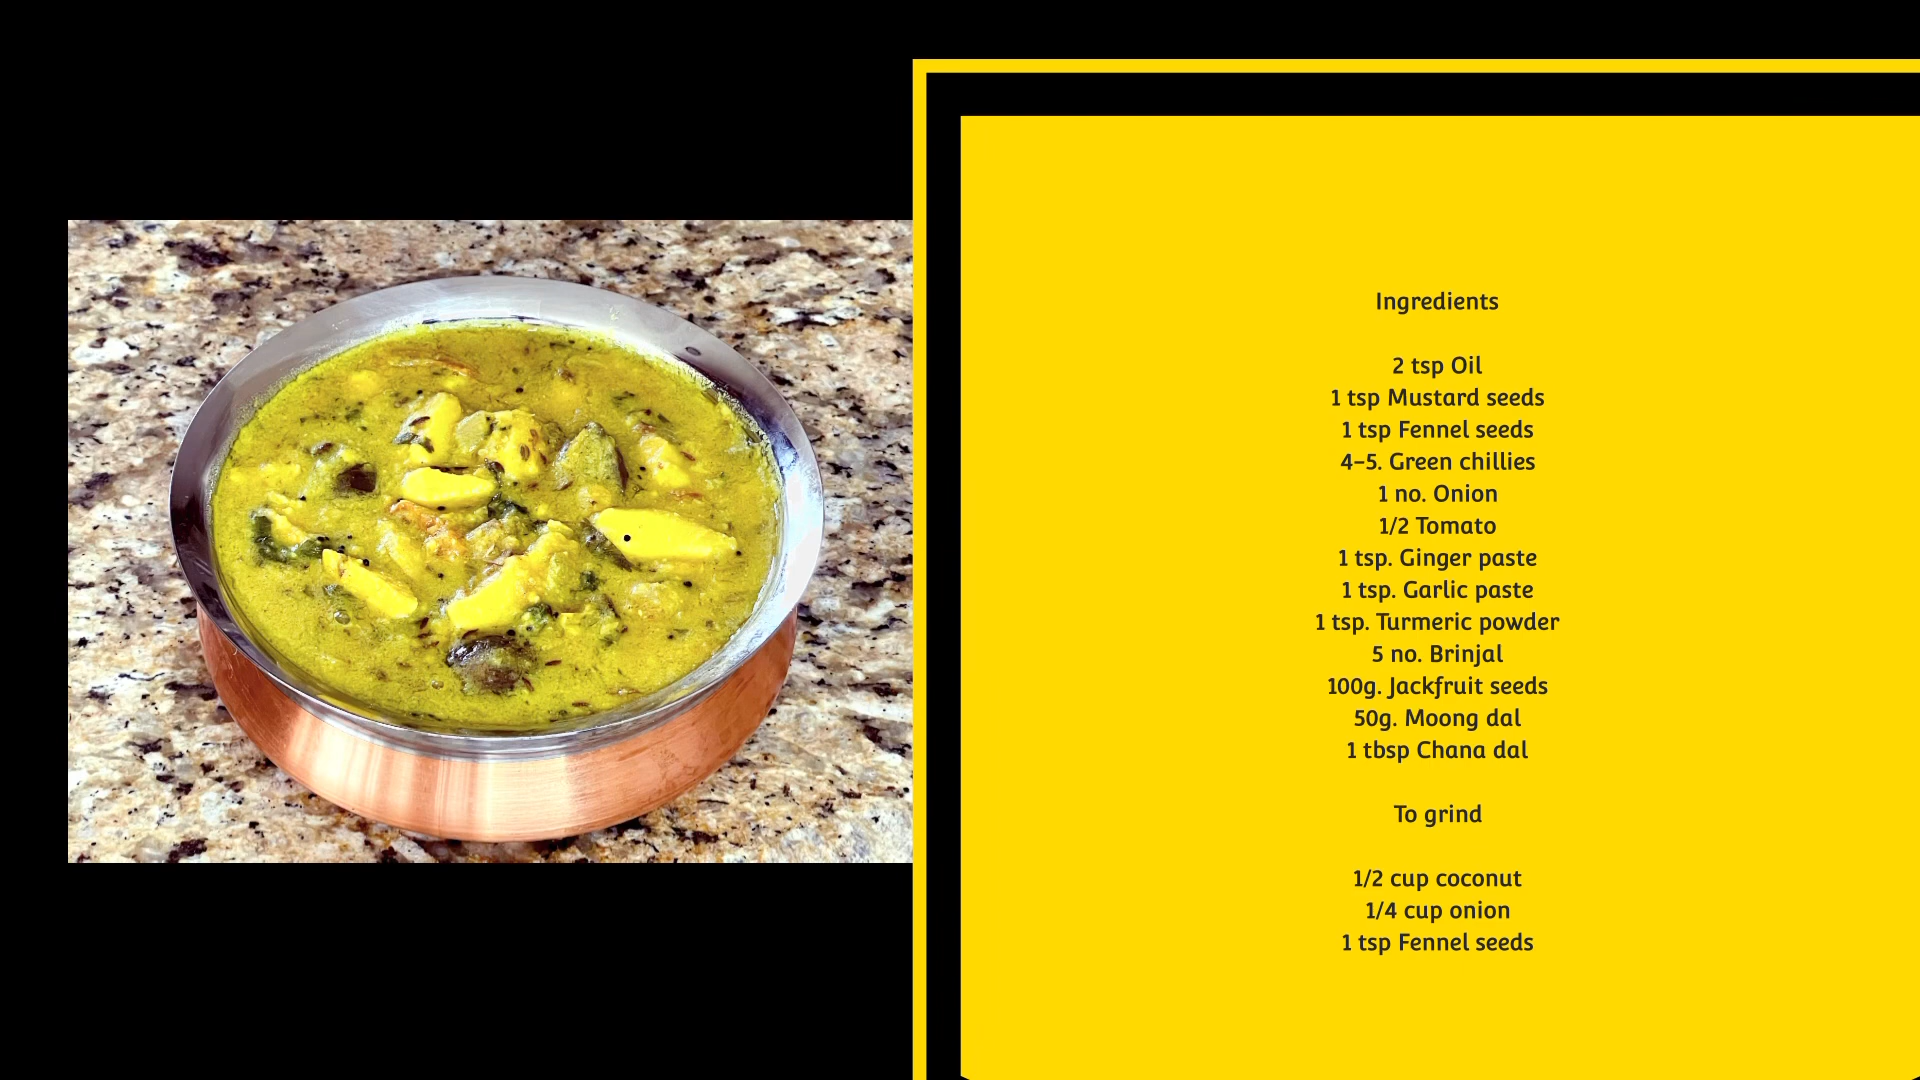 Ingredients
2 tsp Oil
1 tsp Mustard seeds
1 tsp Fennel seeds
4-5. Green chillies
1 no. Onion
1/2 Tomato
1 tsp. Ginger paste
1 tsp. Garlic paste
1 tsp. Turmeric powder
5 no. Brinjal
100g. Jackfruit seeds
50g. Moong dal
1 tbsp Chana dal
To grind
1/2 cup coconut
1/4 cup onion
1 tsp Fennel seeds